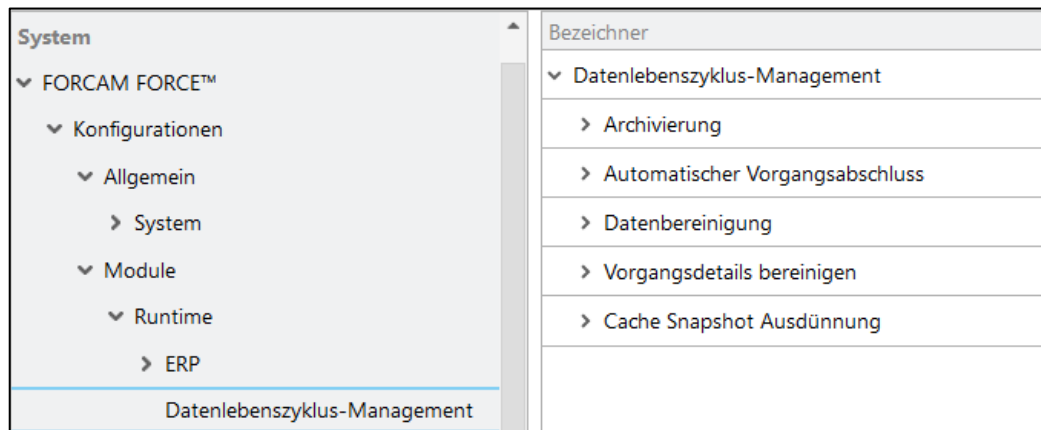 System
FORCAM FORCE™
Konfigurationen
Allgemein
System
Module
Runtime
ERP
Datenlebenszyklus-Management
Bezeichner
Datenlebenszyklus-Management
Archivierung
Automatischer Vorgangsabschluss
Datenbereinigung
Vorgangsdetails bereinigen
Cache Snapshot Ausdünnung